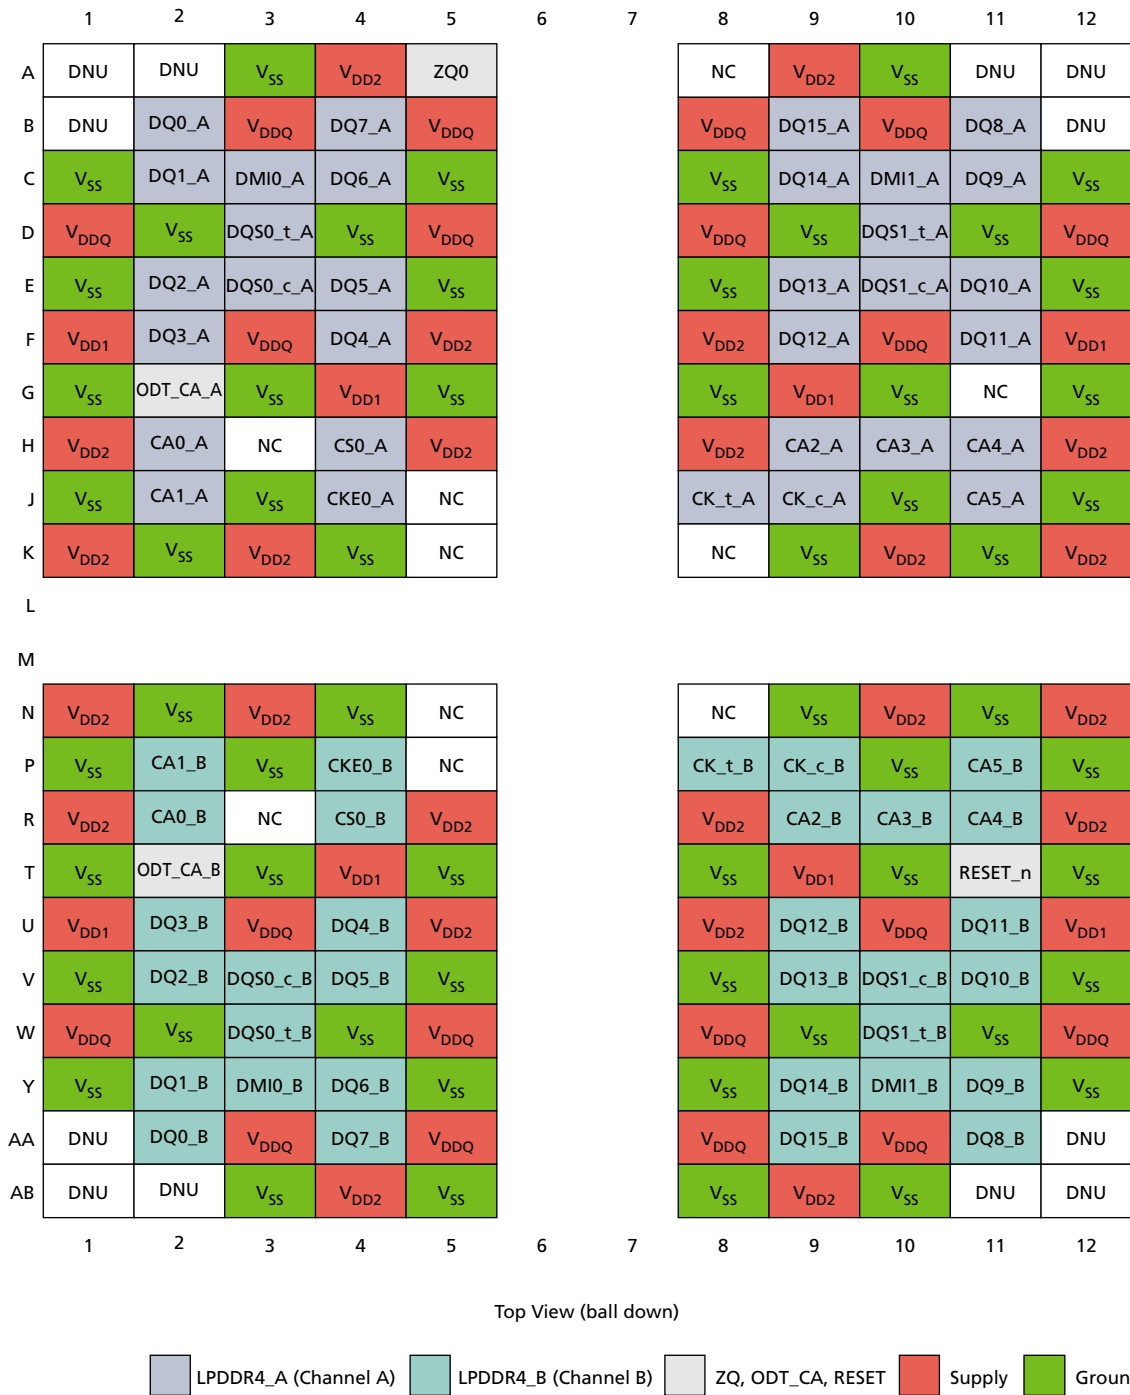 1 2 3 4 5 6 7 8 9 10 11 12
A DNU DNU VSS VDD2 ZQ0 NC VDD2 VSS DNU DNU
B DNU DQ0_A VDDQ DQ7_A VDDQ VDDQ DQ15_A VDDQ DQ8_A DNU
C VSS DQ1_A DMI0_A DQ6_A VSS VSS DQ14_A DMI1_A DQ9_A VSS
D VDDQ VSS DQS0_t_A VSS VDDQ VDDQ VSS DQS1_t_A VSS VDDQ
E VSS DQ2_A DQS0_c_A DQ5_A VSS VSS DQ13_A DQS1_c_A DQ10_A VSS
F VDD1 DQ3_A VDDQ DQ4_A VDD2 VDD2 DQ12_A VDDQ DQ11_A VDD1
G VSS ODT_CA_A VSS VDD1 VSS VSS VDD1 VSS NC VSS
H VDD2 CA0_A NC CS0_A VDD2 VDD2 CA2_A CA3_A CA4_A VDD2
J VSS CA1_A VSS CKE0_A NC CK_t_A CK_c_A VSS CA5_A VSS
K VDD2 VSS VDD2 VSS NC NC VSS VDD2 VSS VDD2
L
M
N VDD2 VSS VDD2 VSS NC NC VSS VDD2 VSS VDD2
P VSS CA1_B VSS CKE0_B NC CK_t_B CK_c_B VSS CA5_B VSS
R VDD2 CA0_B NC CS0_B VDD2 VDD2 CA2_B CA3_B CA4_B VDD2
T VSS ODT_CA_B VSS VDD1 VSS VSS VDD1 VSS RESET_n VSS
U VDD1 DQ3_B VDDQ DQ4_B VDD2 VDD2 DQ12_B VDDQ DQ11_B VDD1
V VSS DQ2_B DQS0_c_B DQ5_B VSS VSS DQ13_B DQS1_c_B DQ10_B VSS
W VDDQ VSS DQS0_t_B VSS VDDQ VDDQ VSS DQS1_t_B VSS VDDQ
Y VSS DQ1_B DMI0_B DQ6_B VSS VSS DQ14_B DMI1_B DQ9_B VSS
AA DNU DQ0_B VDDQ DQ7_B VDDQ VDDQ DQ15_B VDDQ DQ8_B DNU
AB DNU DNU VSS VDD2 VSS VSS VDD2 VSS DNU DNU
1 2 3 4 5 6 7 8 9 10 11 12
Top View (ball down)
LPDDR4_A (Channel A) LPDDR4_B (Channel B) ZQ, ODT_CA, RESET Supply Groun